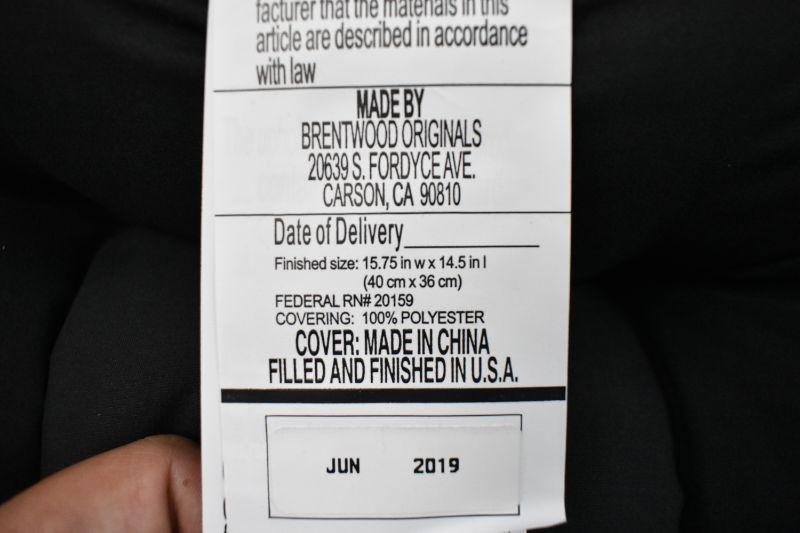 facturer that the materials in this
article are described in accordance
with law
MADE BY
BRENTWOOD ORIGINALS
20639 S. FORDYCE AVE.
CARSON, CA 90810
Date of Delivery
Finished size: 15.75 in w x 14.5 in l
(40 cm x 36 cm)
FEDERAL RN# 20159
COVERING: 100% POLYESTER
COVER: MADE IN CHINA
FILLED AND FINISHED IN U.S.A.
JUN 2019